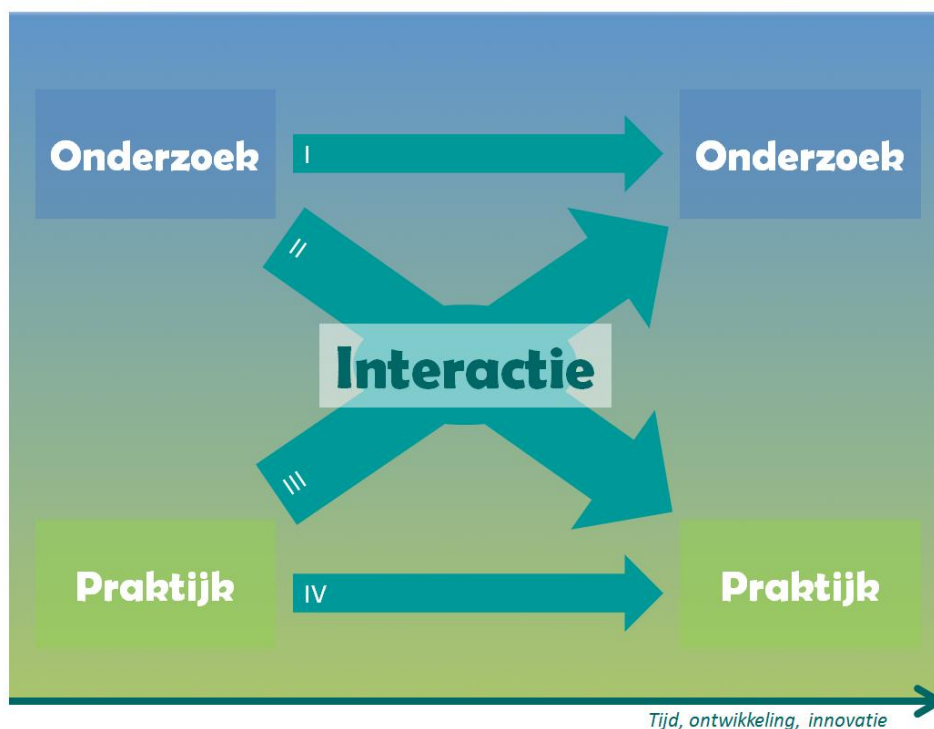 Onderzoek
I
Onderzoek
II
Interactie
III
Praktijk
IV
Praktijk
Tijd, ontwikkeling, innovatie